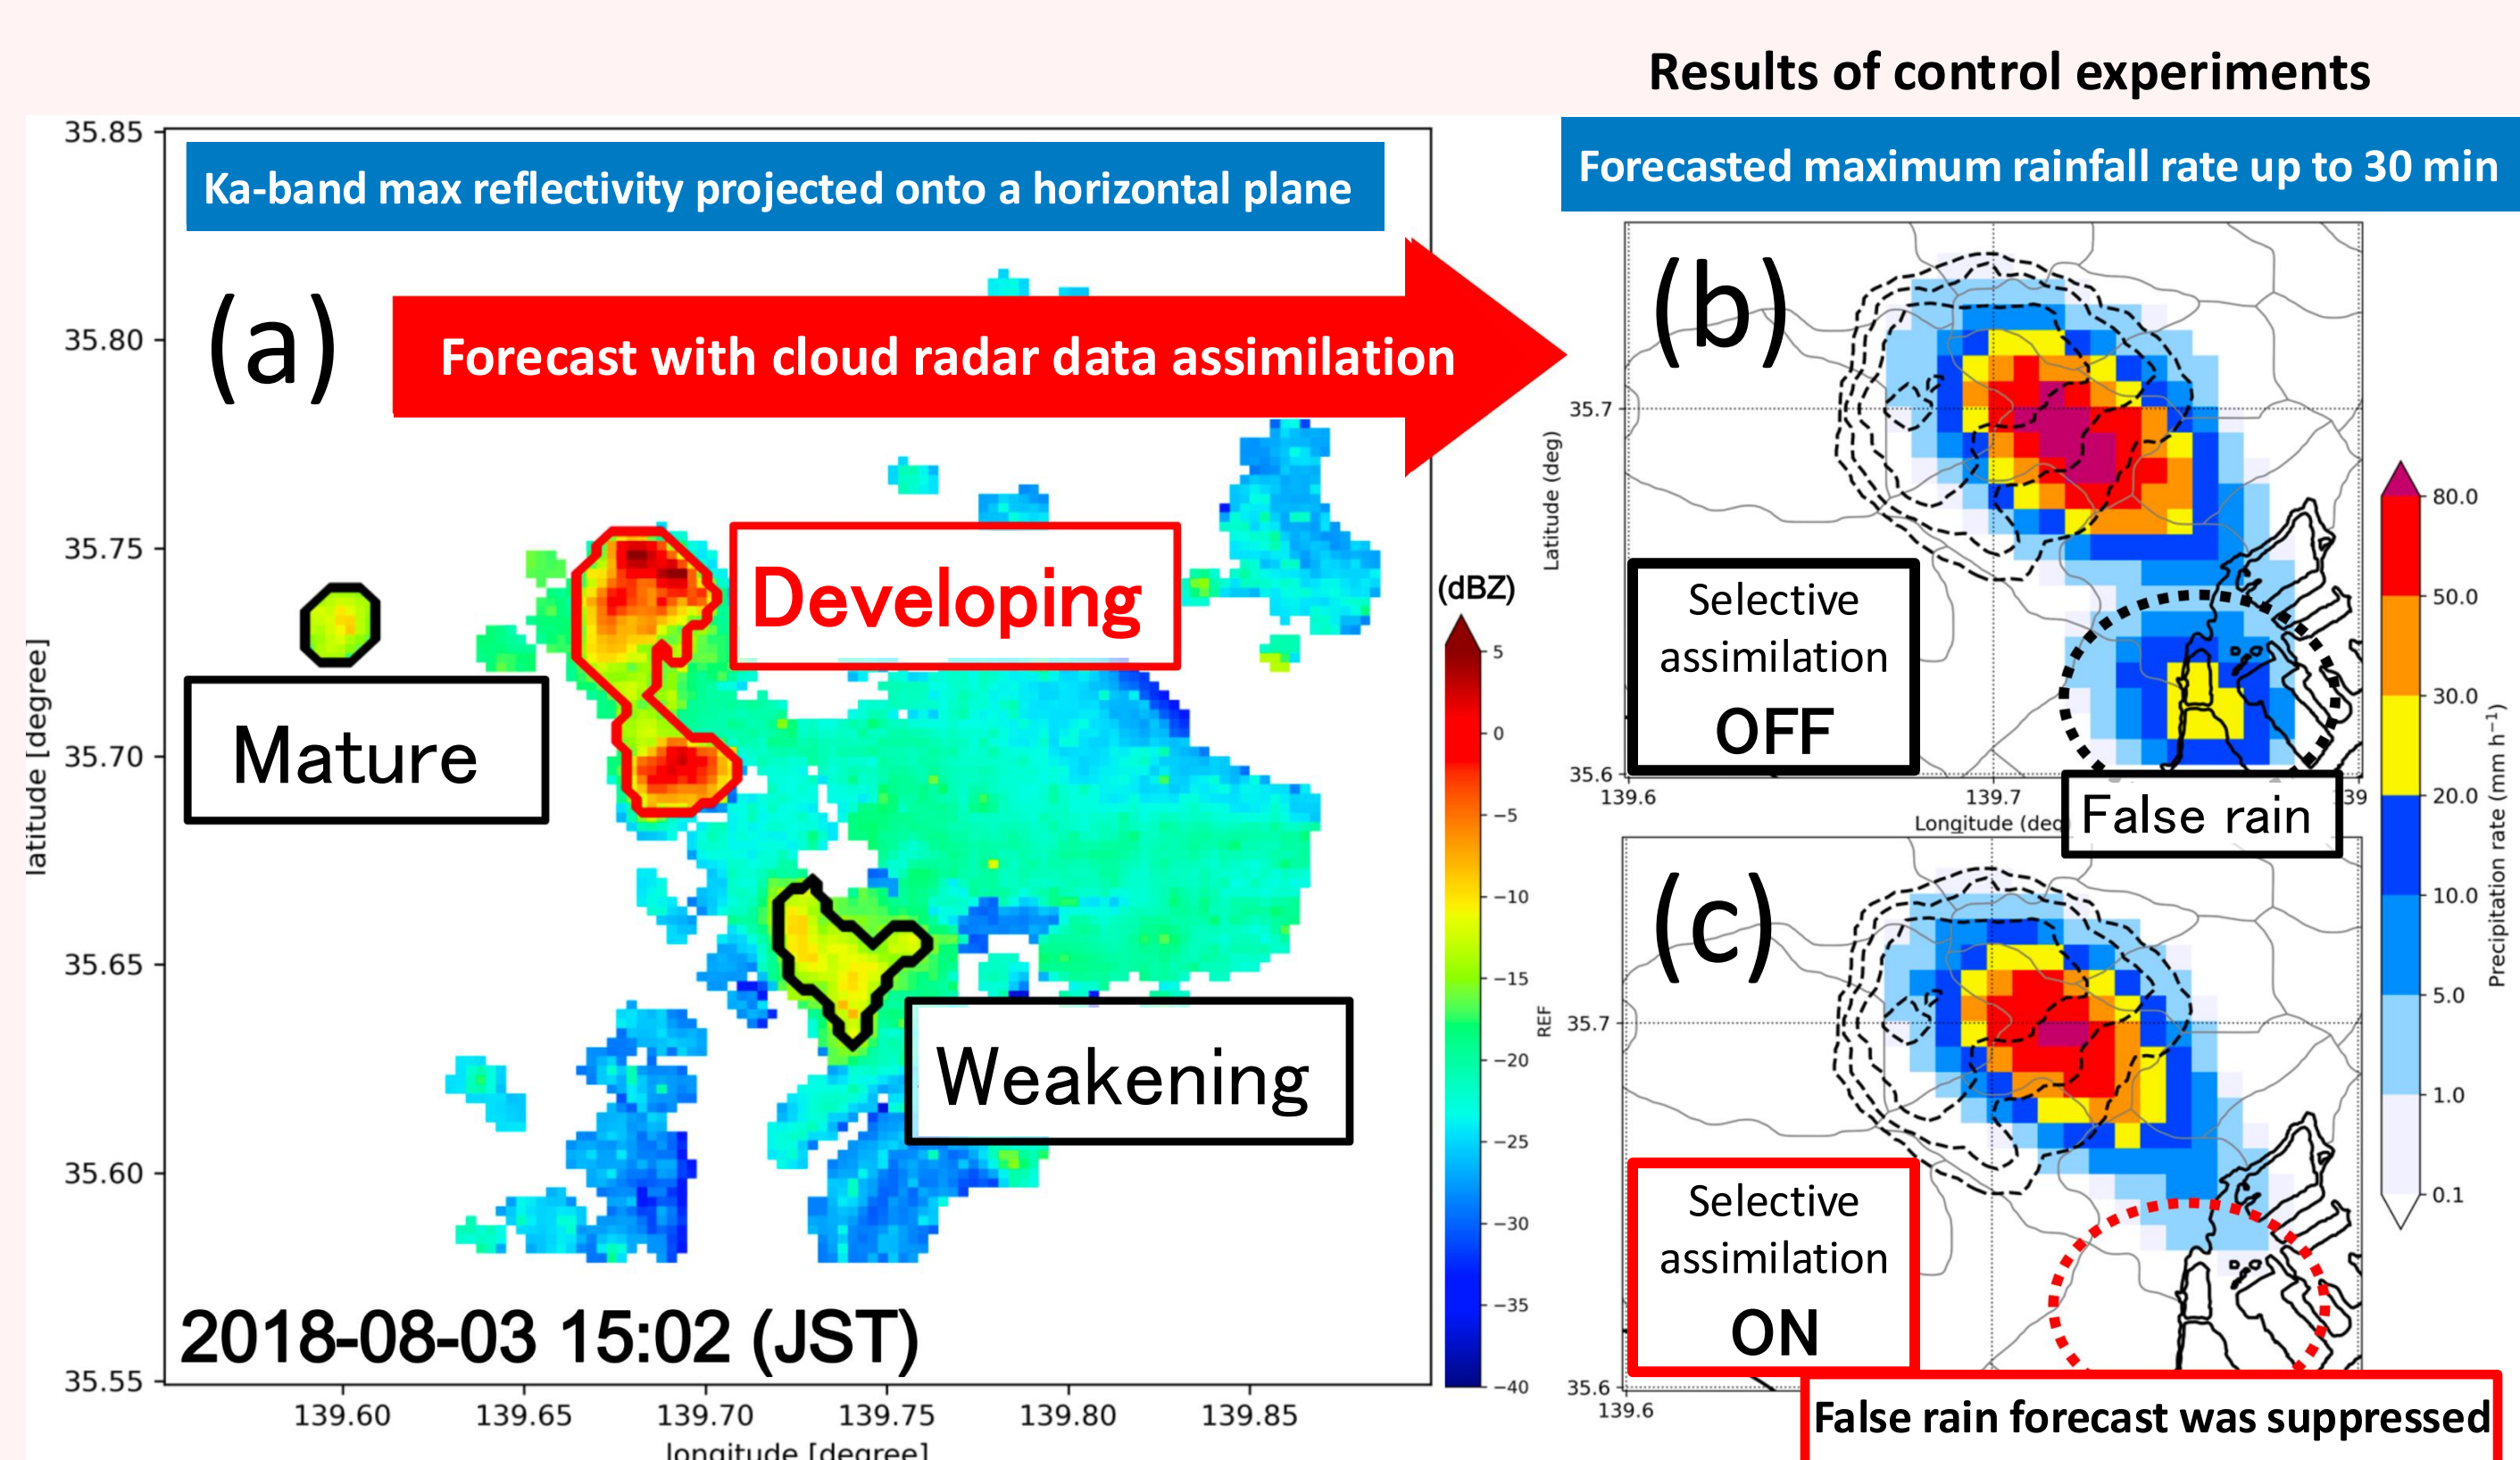 Results of control experiments
Ka-band max reflectivity projected onto a horizontal plane
Forecasted maximum rainfall rate up to 30 min
(a)
Forecast with cloud radar data assimilation
Developing
Mature
Weakening
2018-08-03 15:02 (JST)
35.85
35.80
35.75
35.70
35.65
35.60
35.55
latitude [degree]
139.60 139.65 139.70 139.75 139.80 139.85
longitude [degree]
(dBZ)
5
0
−5
−10
−15
−20
−25
−30
−35
−40
REF
(b)
Latitude (deg)
35.7
35.6
139.6 139.7 39
Longitude (deg
Selective
assimilation
OFF
False rain
(c)
35.7
35.6
139.6
Selective
assimilation
ON
False rain forecast was suppressed
80.0
50.0
30.0
20.0
10.0
5.0
1.0
0.1
Precipitation rate (mm h⁻¹)